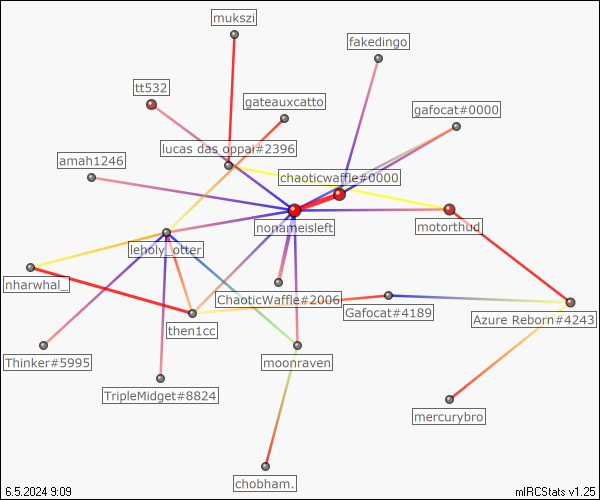 mukszi
fakedingo
tt532
gateauxcatto
gafocat#0000
lucas das oppai#2396
amah1246
chaoticwaffle#0000
nonameisleft
motorthud
leholy_otter
nharwhal_
ChaoticWaffle#2006
Gafocat#4189
Azure Reborn#4243
then1cc
Thinker#5995
moonraven
TripleMidget#8824
mercurybro
chobham.
6.5.2024 9:09
mIRCStats v1.25